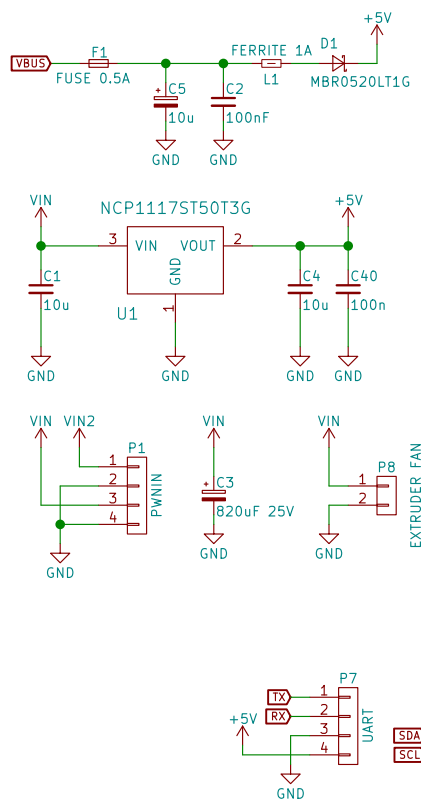 +5V
F1
FERRITE 1A
D1
VBUS
FUSE 0.5A
L1
MBR0520LT1G
+
C5
C2
10u
100nF
GND
GND
VIN
NCP1117ST50T3G
+5V
3
VIN
VOUT
2
GND
1
C1
10u
U1
C4
10u
C40
100n
GND
GND
GND
GND
VIN
VIN2
P1
1
2
3
4
PWNIN
GND
VIN
+
C3
820uF 25V
GND
VIN
P8
1
2
EXTRUDER FAN
GND
P7
TX
1
RX
2
+5V
3
4
UART
GND
SDA
SCL